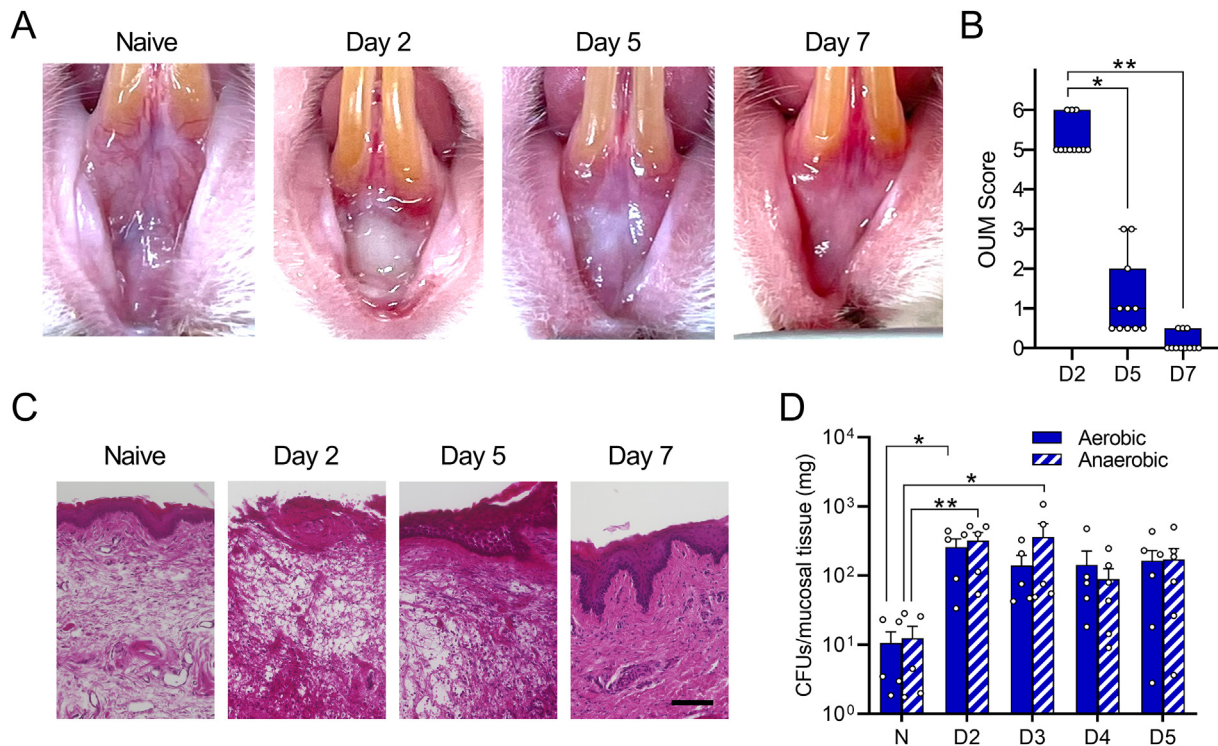 A
Naive
Day 2
Day 5
Day 7
B
**
*
6
5
4
3
2
1
0
OUM Score
D2
D5
D7
C
Naive
Day 2
Day 5
Day 7
D
Aerobic
Anaerobic
*
*
**
10⁴
10³
10²
10¹
10⁰
CFUs/mucosal tissue (mg)
N
D2
D3
D4
D5